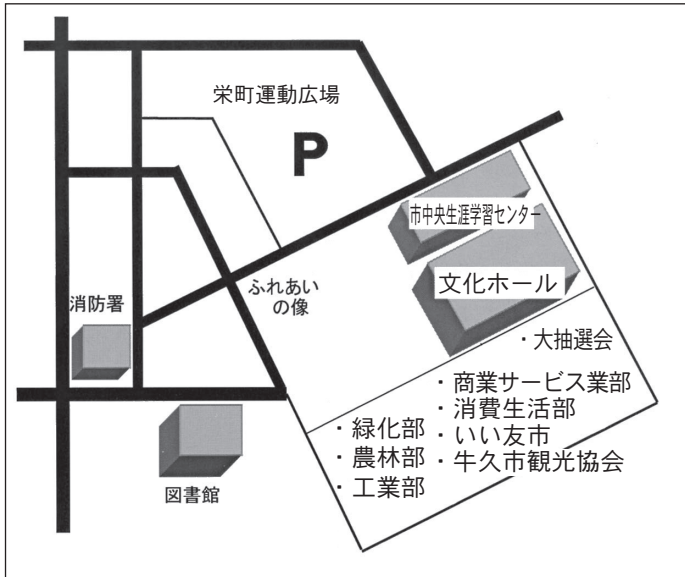 栄町運動広場
P
市中央生涯学習センター
文化ホール
ふれあい
の像
消防署
・大抽選会
・商業サービス業部
・消費生活部
・いい友市
・牛久市観光協会
・緑化部
・農林部
・工業部
図書館